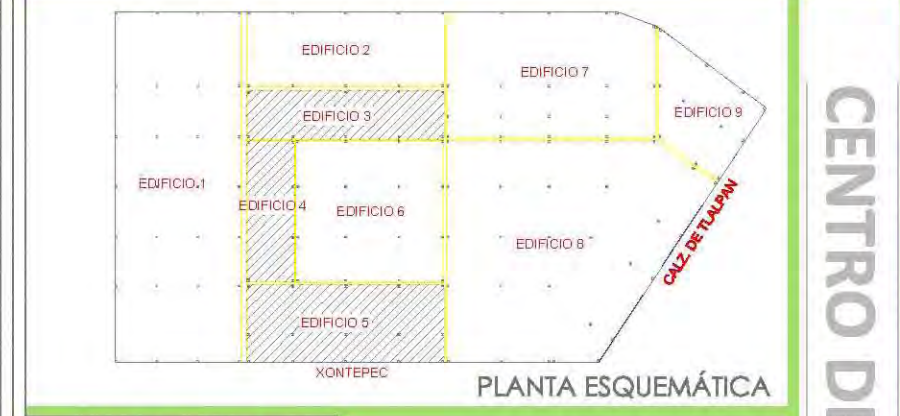 EDIFICIO 2
EDIFICIO 7
EDIFICIO 3
EDIFICIO 9
EDIFICIO 1
EDIFICIO 4
EDIFICIO 6
EDIFICIO 8
CALZ. DE TLALPAN
EDIFICIO 5
XONTEPEC
PLANTA ESQUEMÁTICA
CENTRO D